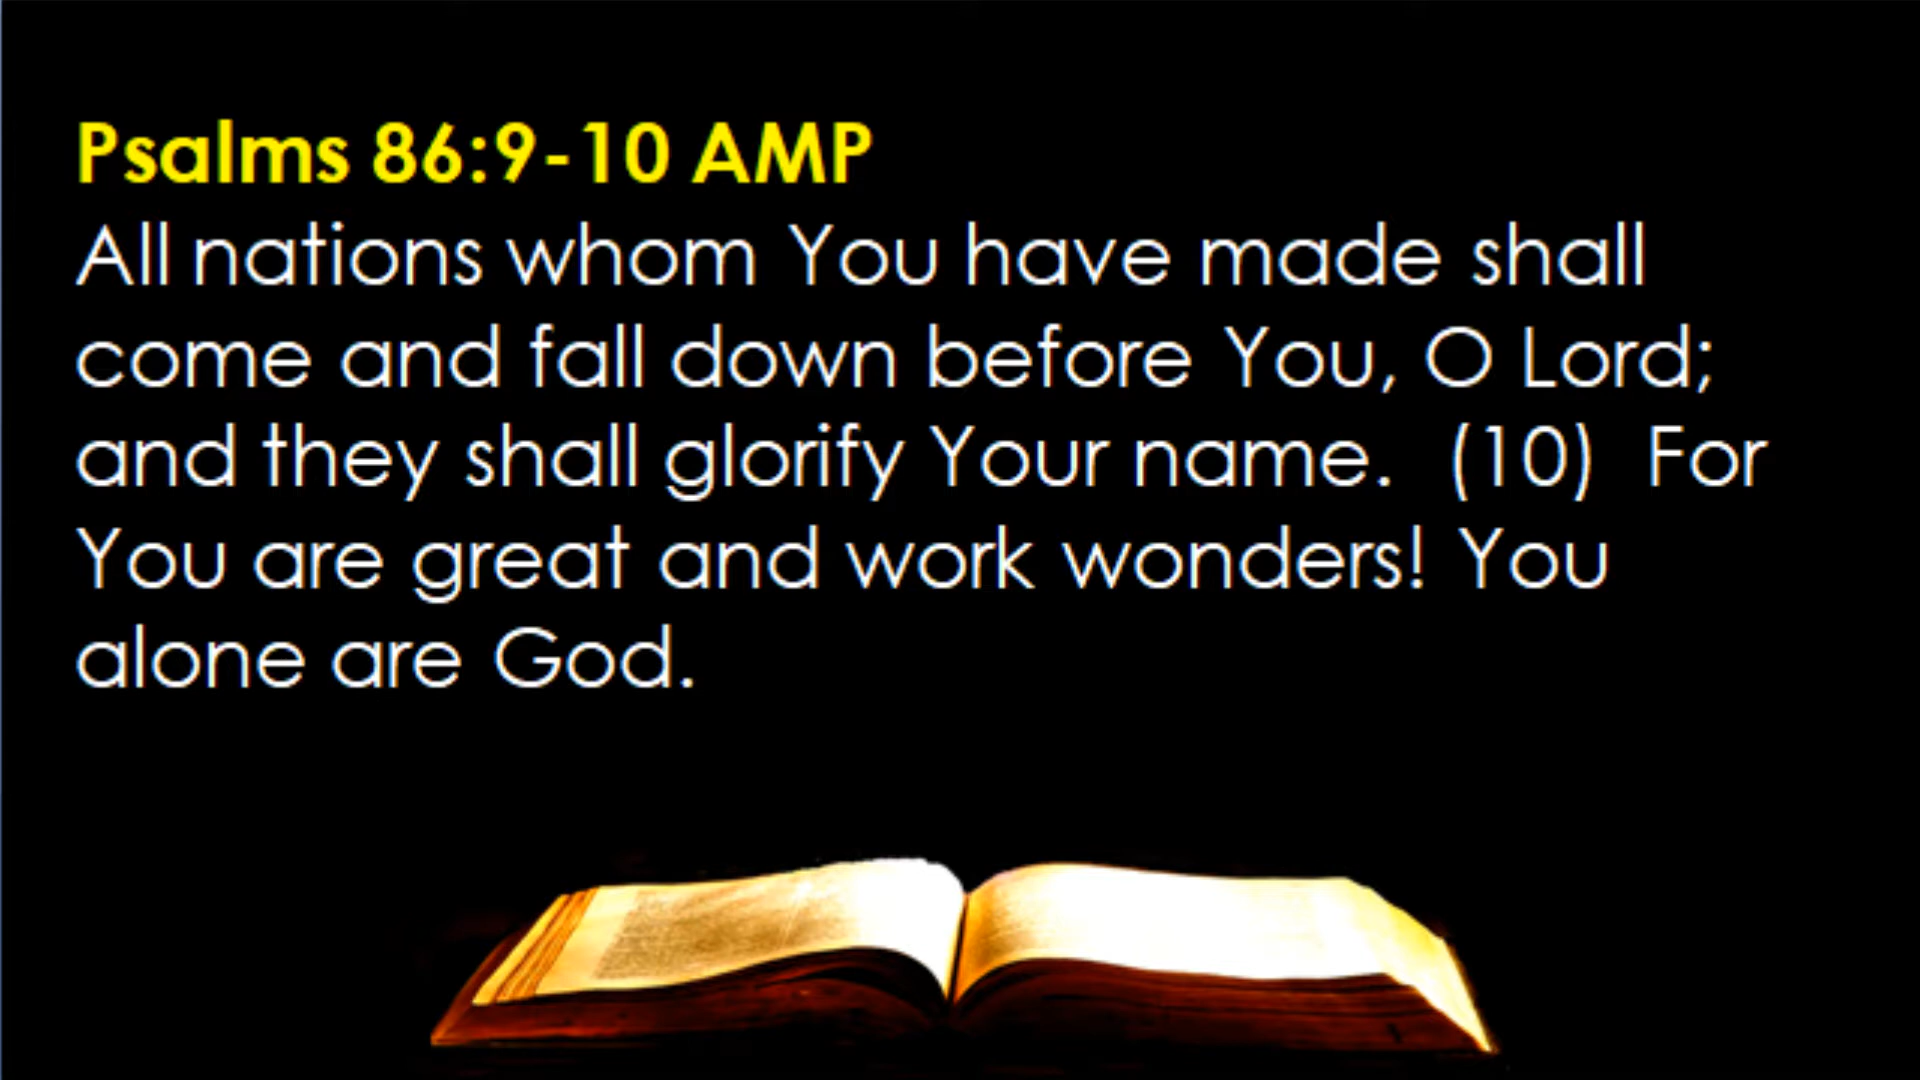 Psalms 86:9-10 AMP
All nations whom You have made shall
come and fall down before You, O Lord;
and they shall glorify Your name.  (10)  For
You are great and work wonders! You
alone are God.